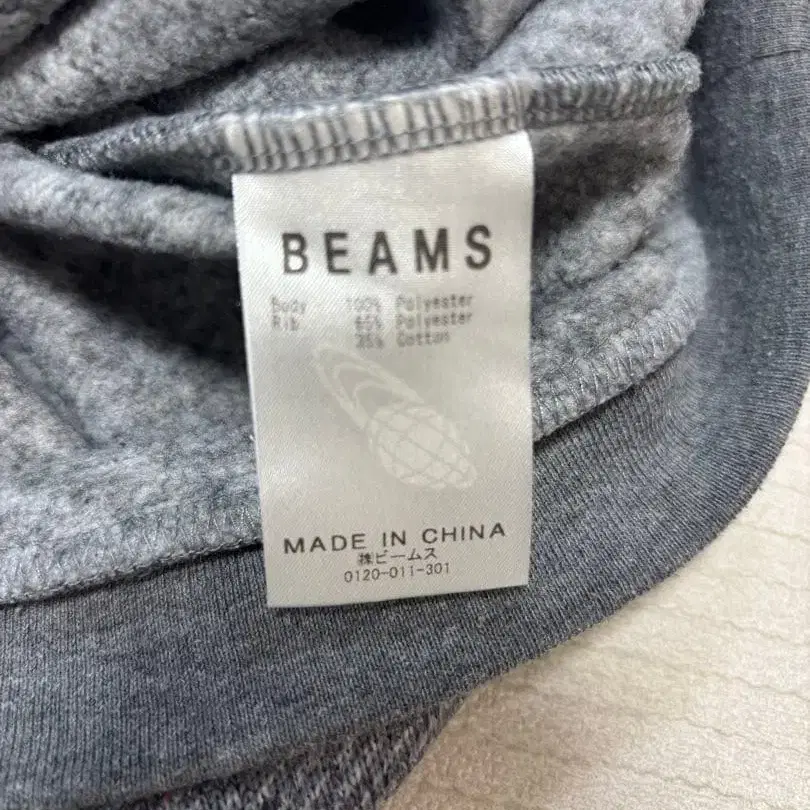 BEAMS
Body 100% Polyester
Rib 65% Polyester
35% Cotton
MADE IN CHINA
㈱ビームス
0120-011-301